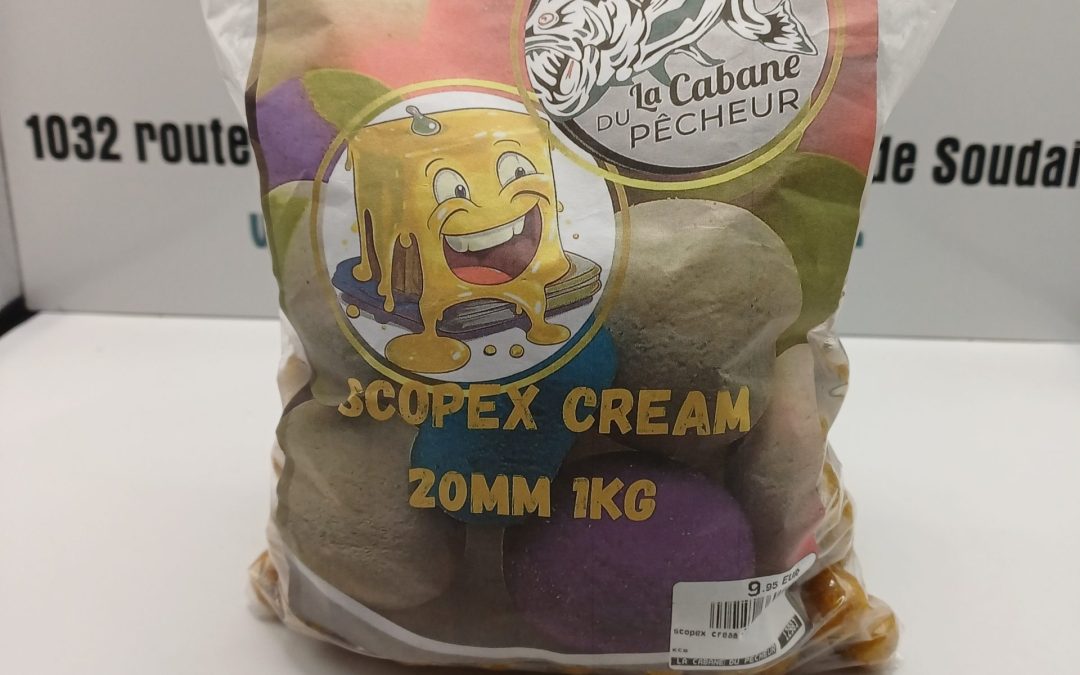 La Cabane
DU PÊCHEUR
1032 route
de Soudai
SCOPEX CREAM
20MM 1KG
9.95 EUR
scopex cream
LA CABANE DU PECHEUR